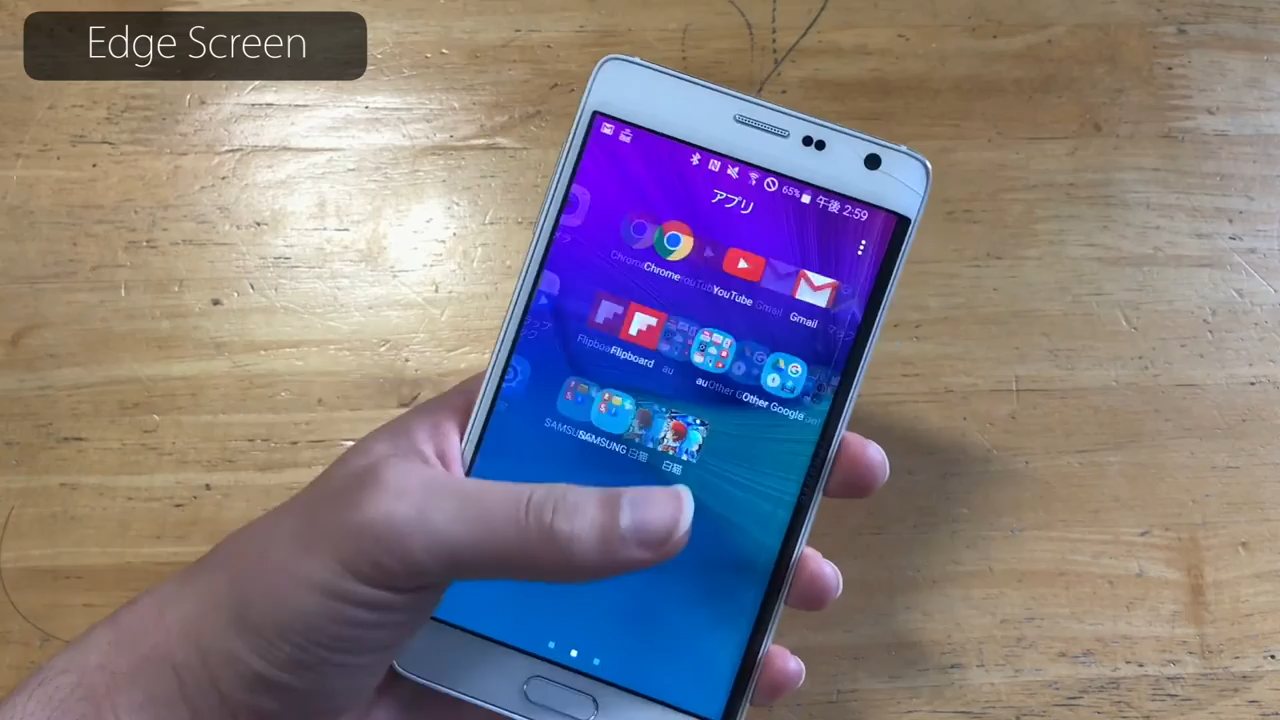 Edge Screen
65% 午後 2:59
アプリ
Chrome
YouTube
Gmail
Flipboard
au
Other Google
SAMSUNG
白猫